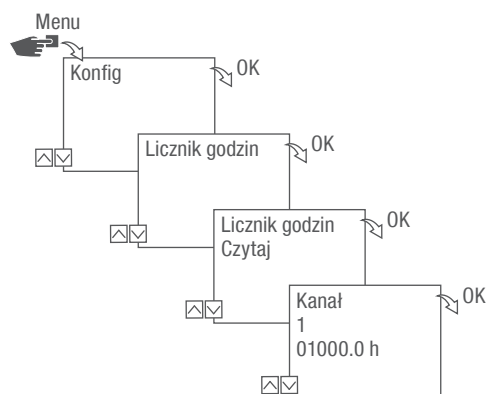 Menu
Konfig
OK
Licznik godzin
OK
Licznik godzin
Czytaj
OK
Kanał
1
01000.0 h
OK